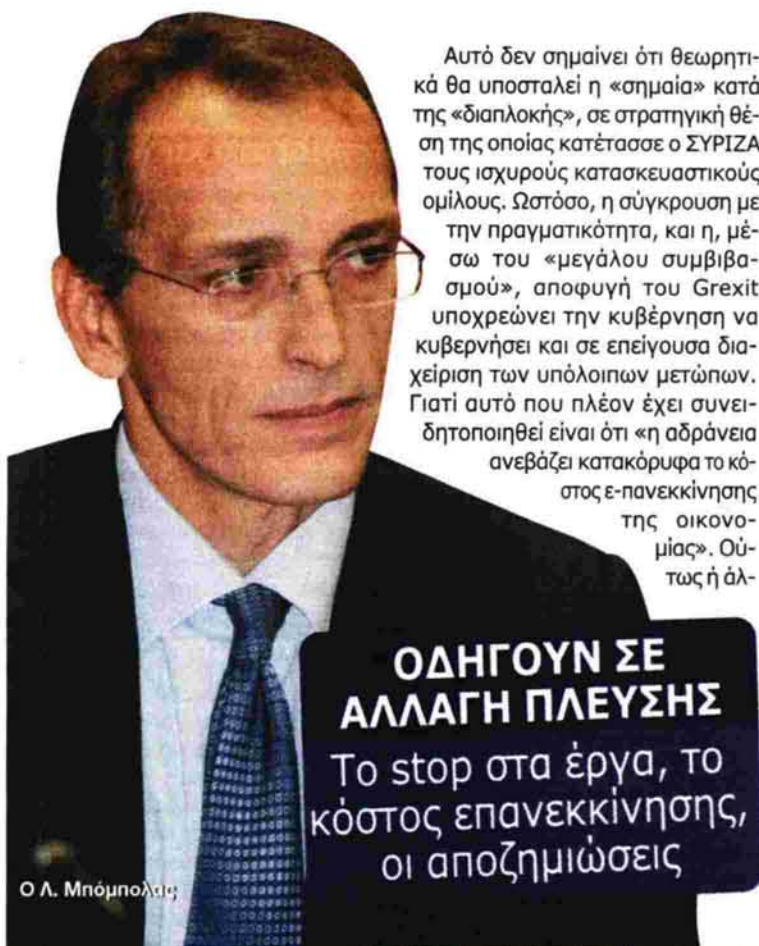 Αυτό δεν σημαίνει ότι θεωρητι-
κά θα υποσταλεί η «σημαία» κατά
της «διαπλοκής», σε στρατηγική θέ-
ση της οποίας κατέτασσε ο ΣΥΡΙΖΑ
τους ισχυρούς κατασκευαστικούς
ομίλους. Ωστόσο, η σύγκρουση με
την πραγματικότητα, και η, μέ-
σω του «μεγάλου συμβιβα-
σμού», αποφυγή του Grexit
υποχρεώνει την κυβέρνηση να
κυβερνήσει και σε επείγουσα δια-
χείριση των υπόλοιπων μετώπων.
Γιατί αυτό που πλέον έχει συνει-
δητοποιηθεί είναι ότι «η αδράνεια
ανεβάζει κατακόρυφα το κό-
στος ε-πανεκκίνησης
της οικονο-
μίας». Ού-
τως ή άλ-
ΟΔΗΓΟΥΝ ΣΕ
ΑΛΛΑΓΗ ΠΛΕΥΣΗΣ
Το stop στα έργα, το
κόστος επανεκκίνησης,
οι αποζημιώσεις
Ο Λ. Μπόμπολας